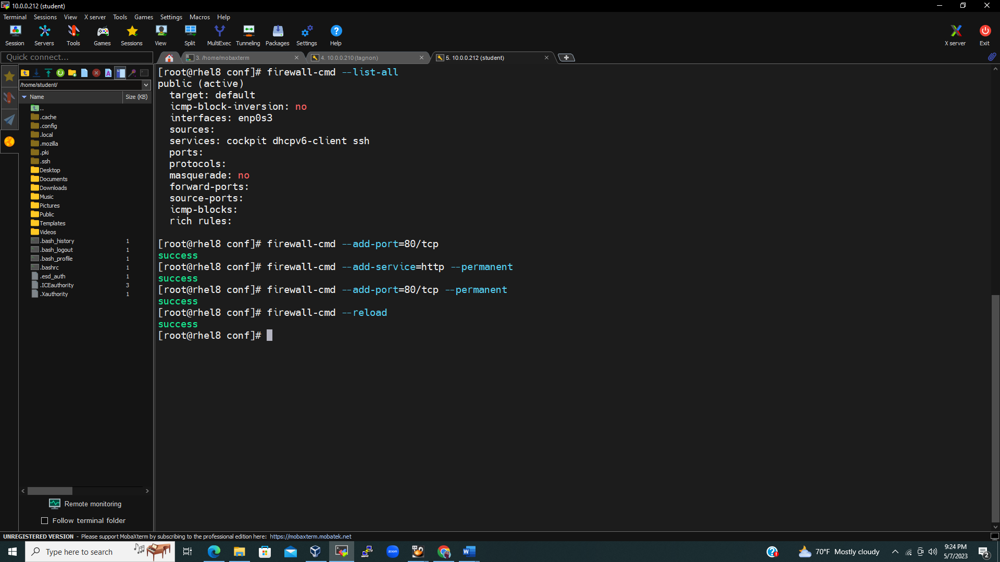 10.0.0.212 (student)
Terminal Sessions View X server Tools Games Settings Macros Help
Session Servers Tools Games Sessions View Split MultiExec Tunneling Packages Settings Help X server Exit
Quick connect...
3. /home/mobaxterm
4. 10.0.0.210 (tagnon)
5. 10.0.0.212 (student)
/home/student/
Name Size (KB)
..
.cache
.config
.local
.mozilla
.pki
.ssh
Desktop
Documents
Downloads
Music
Pictures
Public
Templates
Videos
.bash_history 1
.bash_logout 1
.bash_profile 1
.bashrc 1
.esd_auth 1
.ICEauthority 3
.Xauthority 1
Remote monitoring
Follow terminal folder
[root@rhel8 conf]# firewall-cmd --list-all
public (active)
target: default
icmp-block-inversion: no
interfaces: enp0s3
sources:
services: cockpit dhcpv6-client ssh
ports:
protocols:
masquerade: no
forward-ports:
source-ports:
icmp-blocks:
rich rules:
[root@rhel8 conf]# firewall-cmd --add-port=80/tcp
success
[root@rhel8 conf]# firewall-cmd --add-service=http --permanent
success
[root@rhel8 conf]# firewall-cmd --add-port=80/tcp --permanent
success
[root@rhel8 conf]# firewall-cmd --reload
success
[root@rhel8 conf]#
UNREGISTERED VERSION - Please support MobaXterm by subscribing to the professional edition here: https://mobaxterm.mobatek.net
Type here to search
zoom
70°F Mostly cloudy
9:24 PM
5/7/2023
2